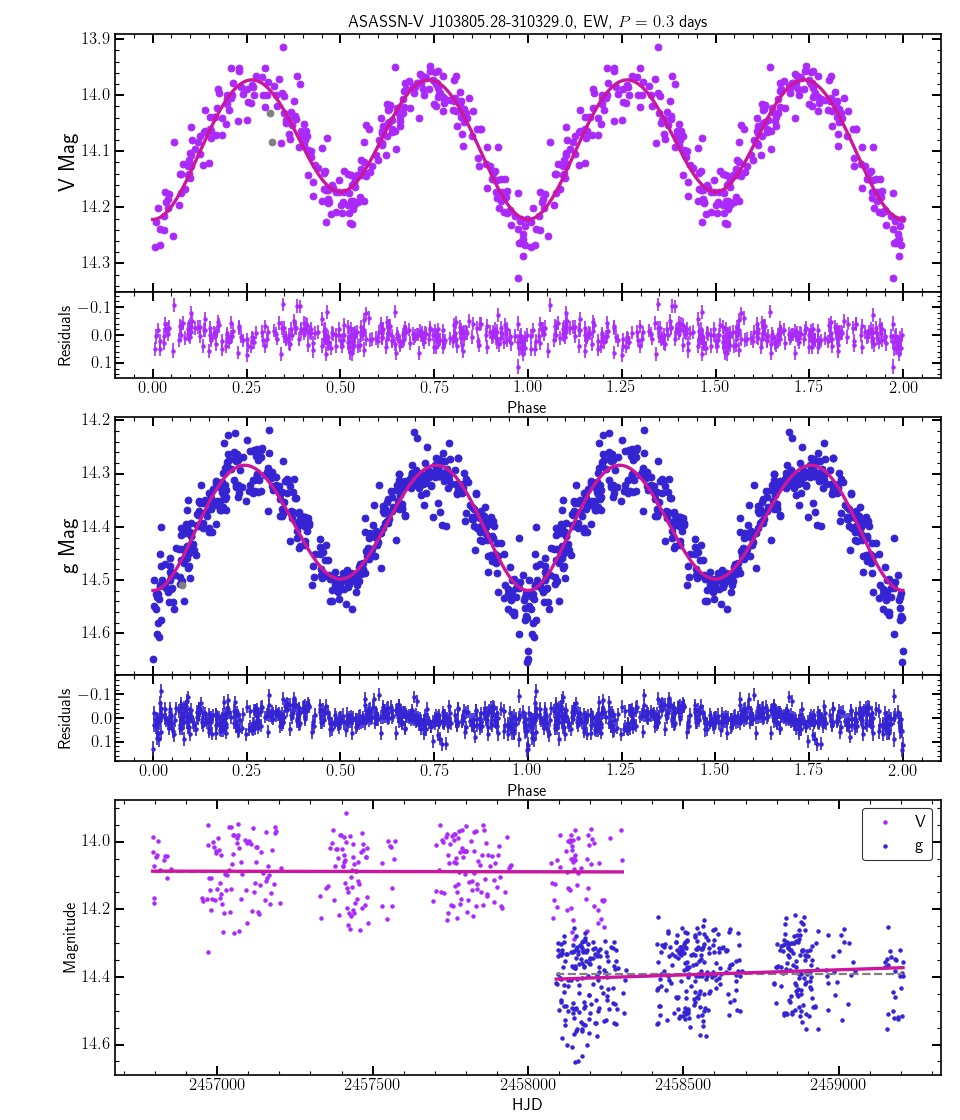 ASASSN-V J103805.28-310329.0, EW, P = 0.3 days
13.9
14.0
14.1
14.2
14.3
V Mag
−0.1
0.0
0.1
Residuals
0.00 0.25 0.50 0.75 1.00 1.25 1.50 1.75 2.00
Phase
14.2
14.3
14.4
14.5
14.6
g Mag
−0.1
0.0
0.1
Residuals
0.00 0.25 0.50 0.75 1.00 1.25 1.50 1.75 2.00
Phase
V
g
14.0
14.2
14.4
14.6
Magnitude
2457000 2457500 2458000 2458500 2459000
HJD